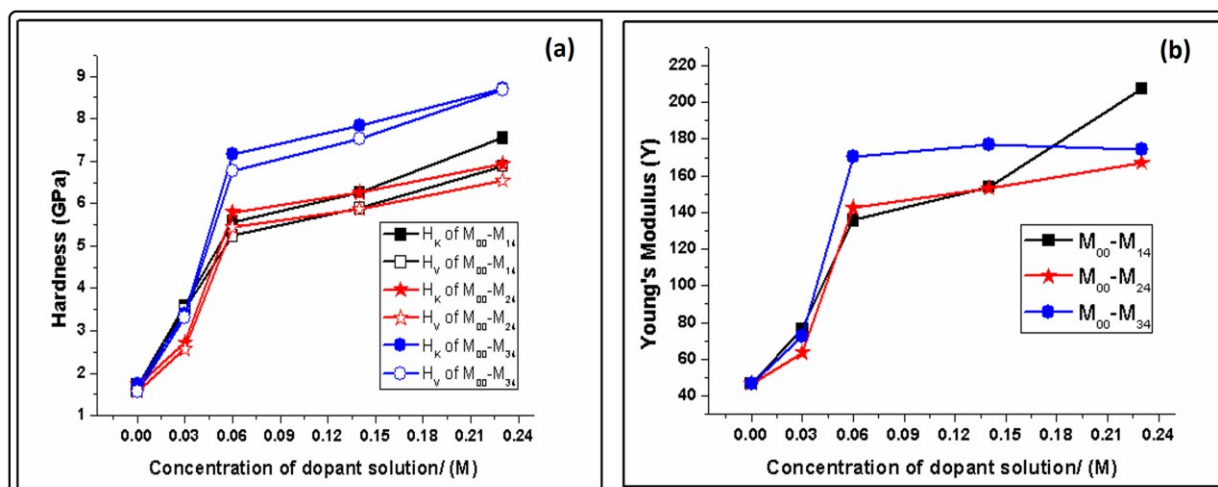 (a)
Hardness (GPa)
9
8
7
6
5
4
3
2
1
H_K of M_00-M_14
H_V of M_00-M_14
H_K of M_00-M_24
H_V of M_00-M_24
H_K of M_00-M_34
H_V of M_00-M_34
0.00 0.03 0.06 0.09 0.12 0.15 0.18 0.21 0.24
Concentration of dopant solution/ (M)
(b)
Young's Modulus (Y)
220
200
180
160
140
120
100
80
60
40
M_00-M_14
M_00-M_24
M_00-M_34
0.00 0.03 0.06 0.09 0.12 0.15 0.18 0.21 0.24
Concentration of dopant solution/ (M)